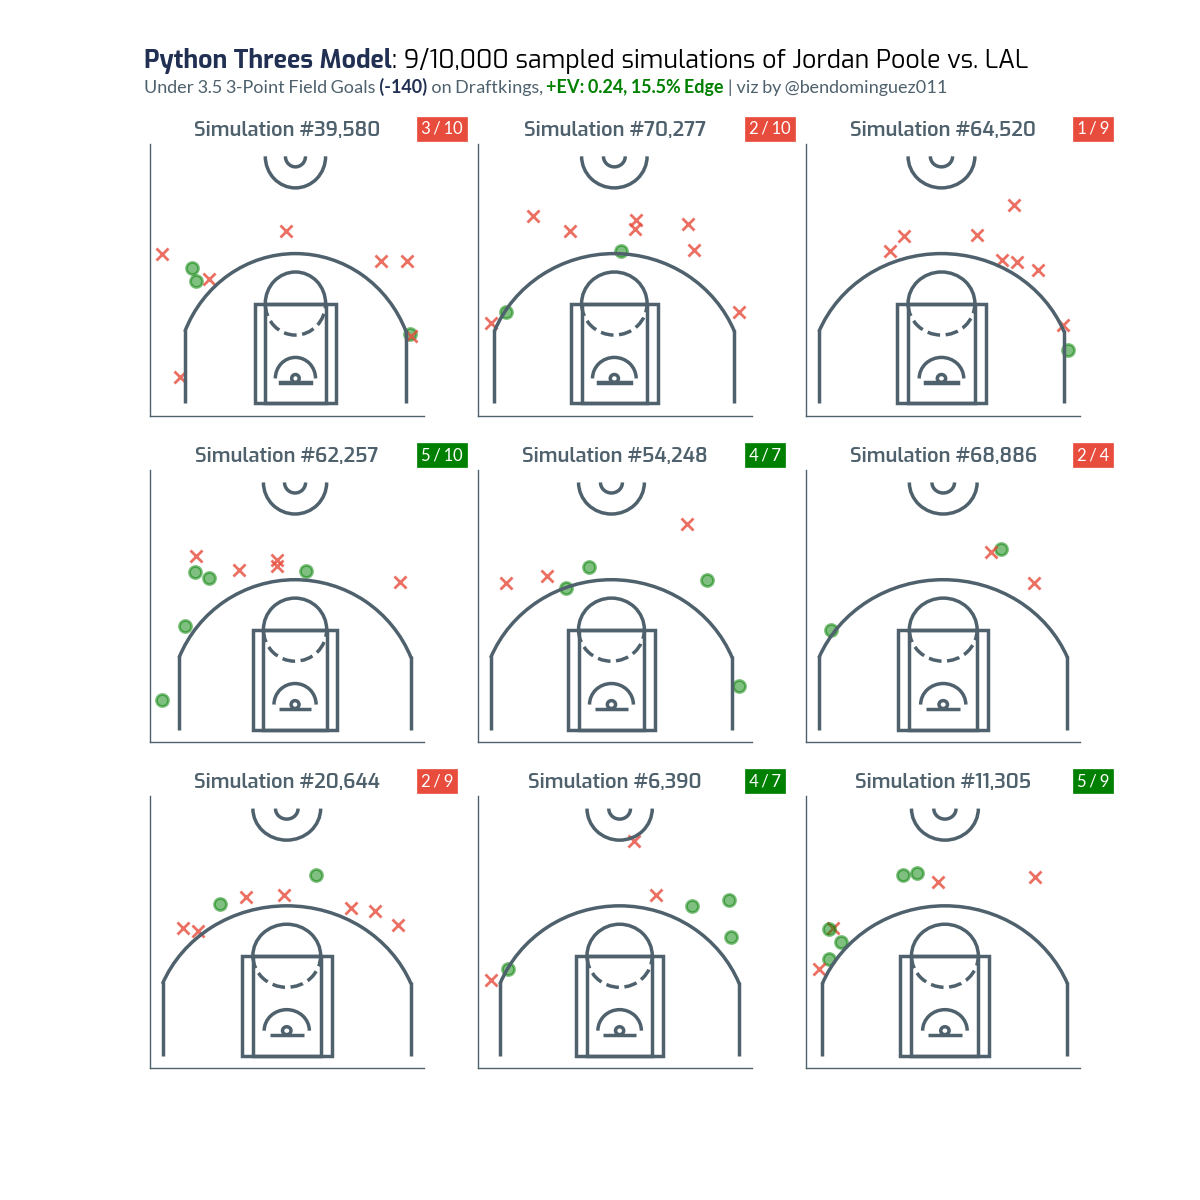 Python Threes Model: 9/10,000 sampled simulations of Jordan Poole vs. LAL
Under 3.5 3-Point Field Goals (-140) on Draftkings, +EV: 0.24, 15.5% Edge | viz by @bendominguez011
Simulation #39,580 3 / 10
Simulation #70,277 2 / 10
Simulation #64,520 1 / 9
Simulation #62,257 5 / 10
Simulation #54,248 4 / 7
Simulation #68,886 2 / 4
Simulation #20,644 2 / 9
Simulation #6,390 4 / 7
Simulation #11,305 5 / 9